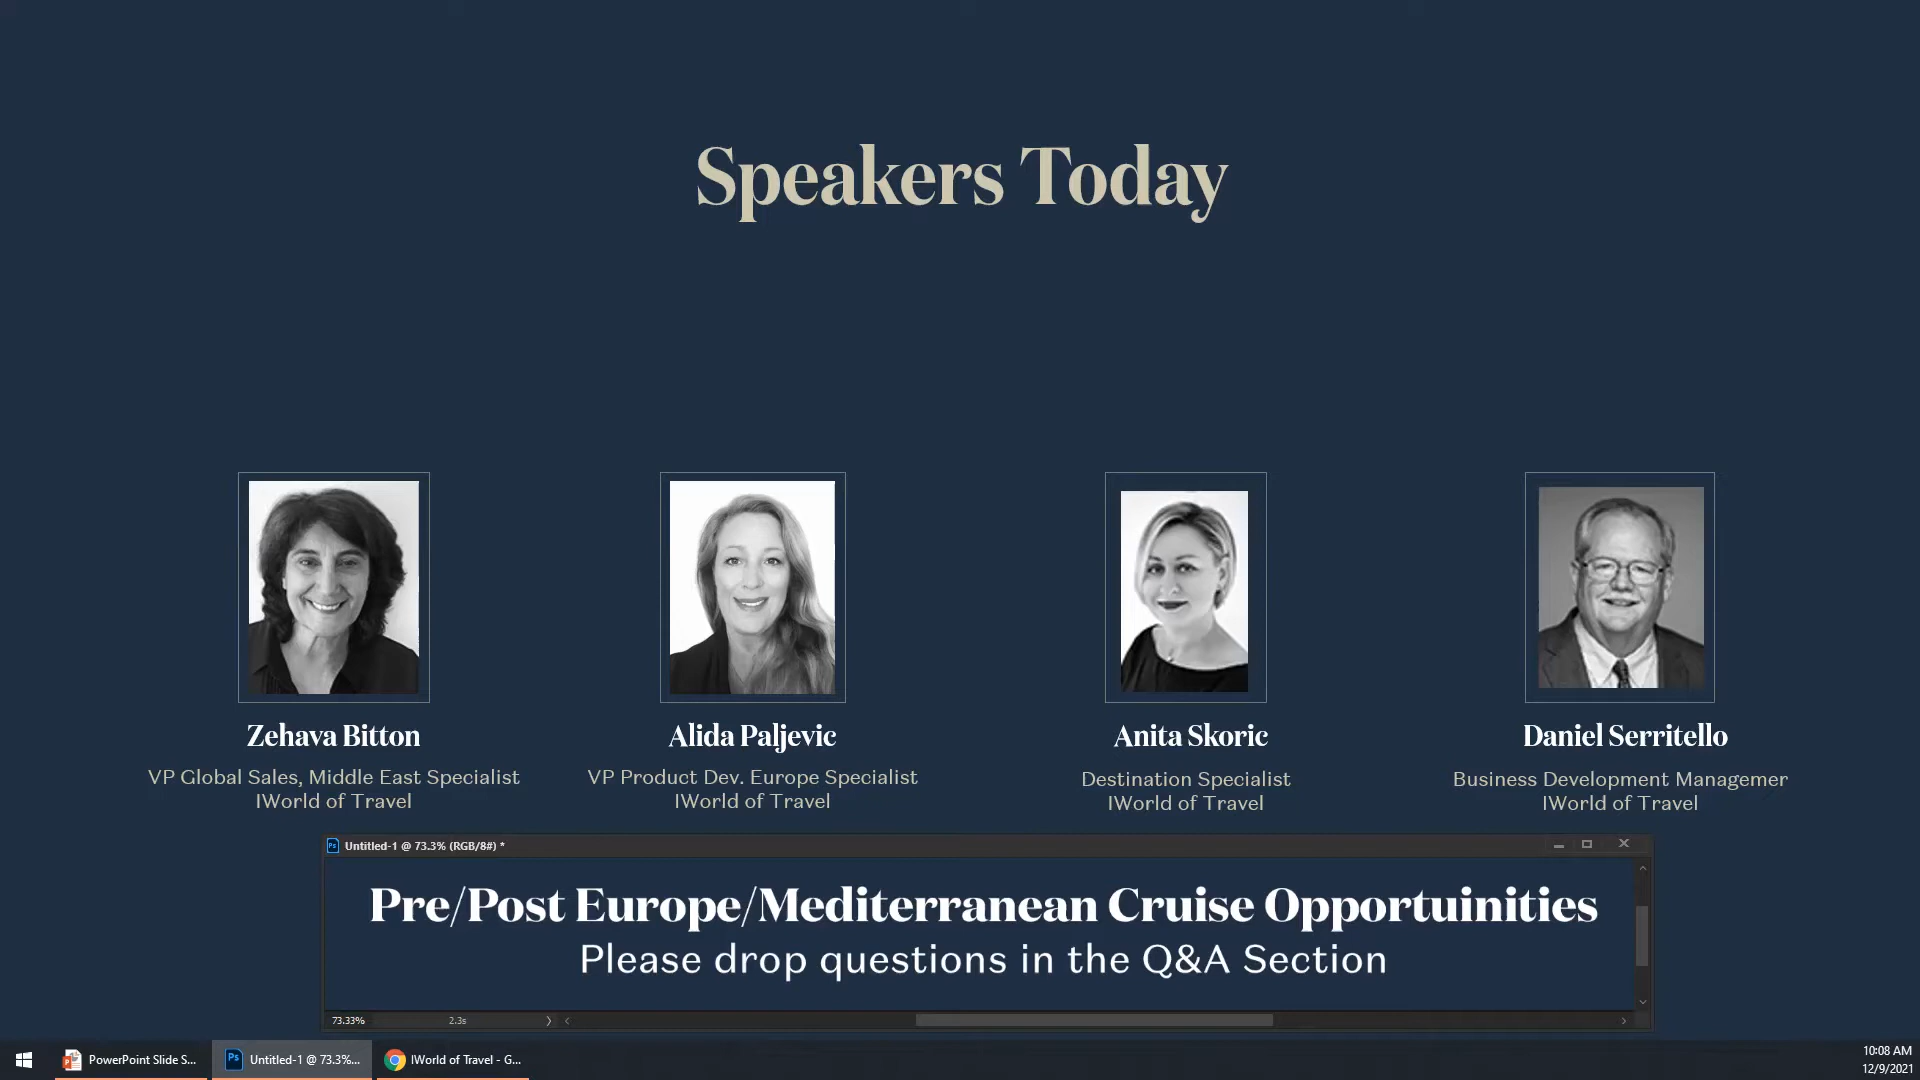 Speakers Today
Zehava Bitton
VP Global Sales, Middle East Specialist
IWorld of Travel
Alida Paljevic
VP Product Dev. Europe Specialist
IWorld of Travel
Anita Skoric
Destination Specialist
IWorld of Travel
Daniel Serritello
Business Development Managemer
IWorld of Travel
Ps Untitled-1 @ 73.3% (RGB/8#) *
Pre/Post Europe/Mediterranean Cruise Opportuinities
Please drop questions in the Q&A Section
73.33% 2.3s
PowerPoint Slide S...
Ps Untitled-1 @ 73.3%...
IWorld of Travel - G...
10:08 AM
12/9/2021